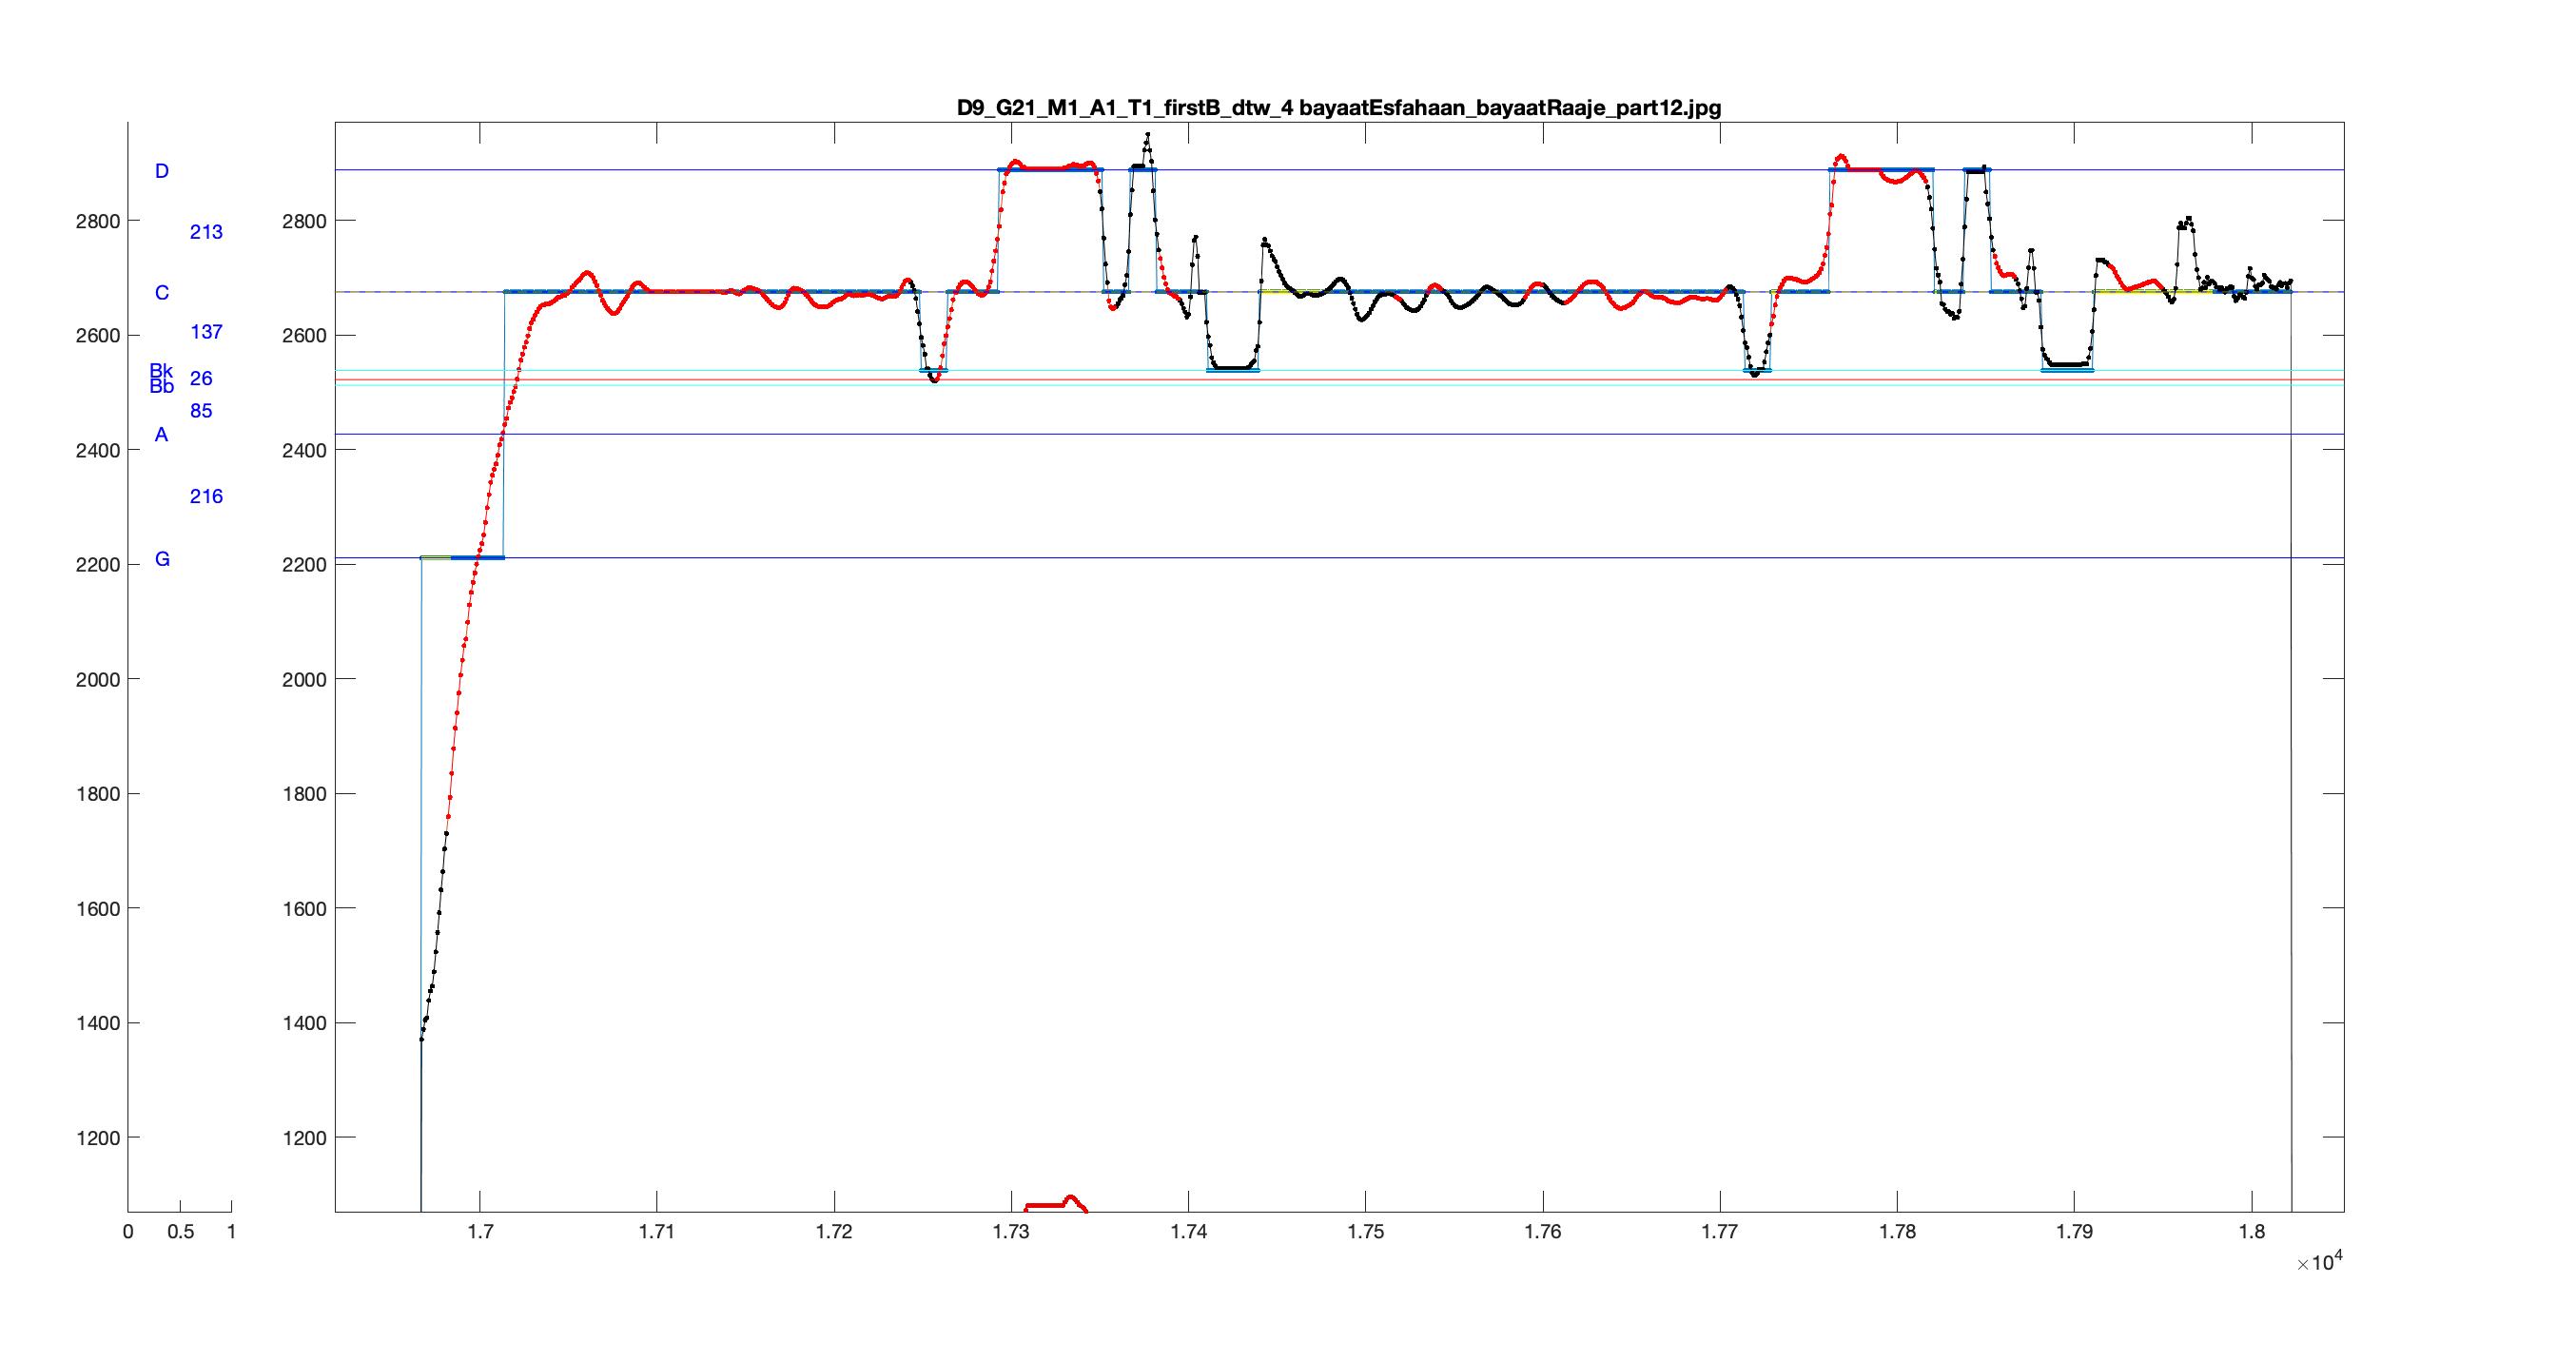 D9_G21_M1_A1_T1_firstB_dtw_4 bayaatEsfahaan_bayaatRaaje_part12.jpg
D
2800 213 2800
C
2600 137 2600
Bk
26
Bb
85
A
2400 2400
216
G
2200 2200
2000 2000
1800 1800
1600 1600
1400 1400
1200 1200
0 0.5 1 1.7 1.71 1.72 1.73 1.74 1.75 1.76 1.77 1.78 1.79 1.8
×10^4